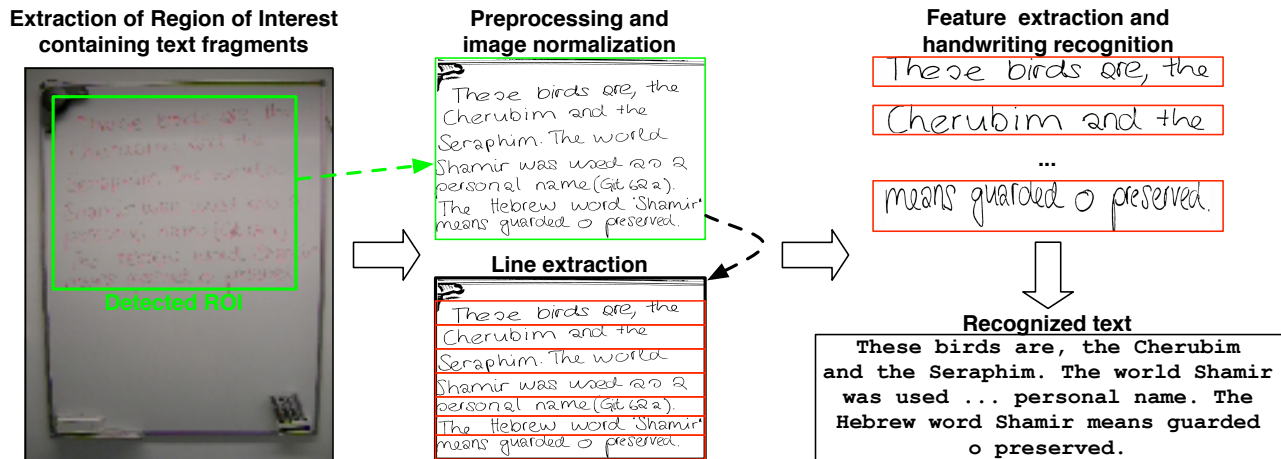 Extraction of Region of Interest
containing text fragments
Detected ROI
Preprocessing and
image normalization
These birds are, the
Cherubim and the
Seraphim. The world
Shamir was used as a
personal name (Git 62 a).
The Hebrew word 'Shamir'
means guarded o preserved.
Line extraction
These birds are, the
Cherubim and the
Seraphim. The world
Shamir was used as a
personal name (Git 62 a).
The Hebrew word 'Shamir'
means guarded o preserved.
Feature extraction and
handwriting recognition
These birds are, the
Cherubim and the
...
means guarded o preserved.
Recognized text
These birds are, the Cherubim
and the Seraphim. The world Shamir
was used ... personal name. The
Hebrew word Shamir means guarded
o preserved.